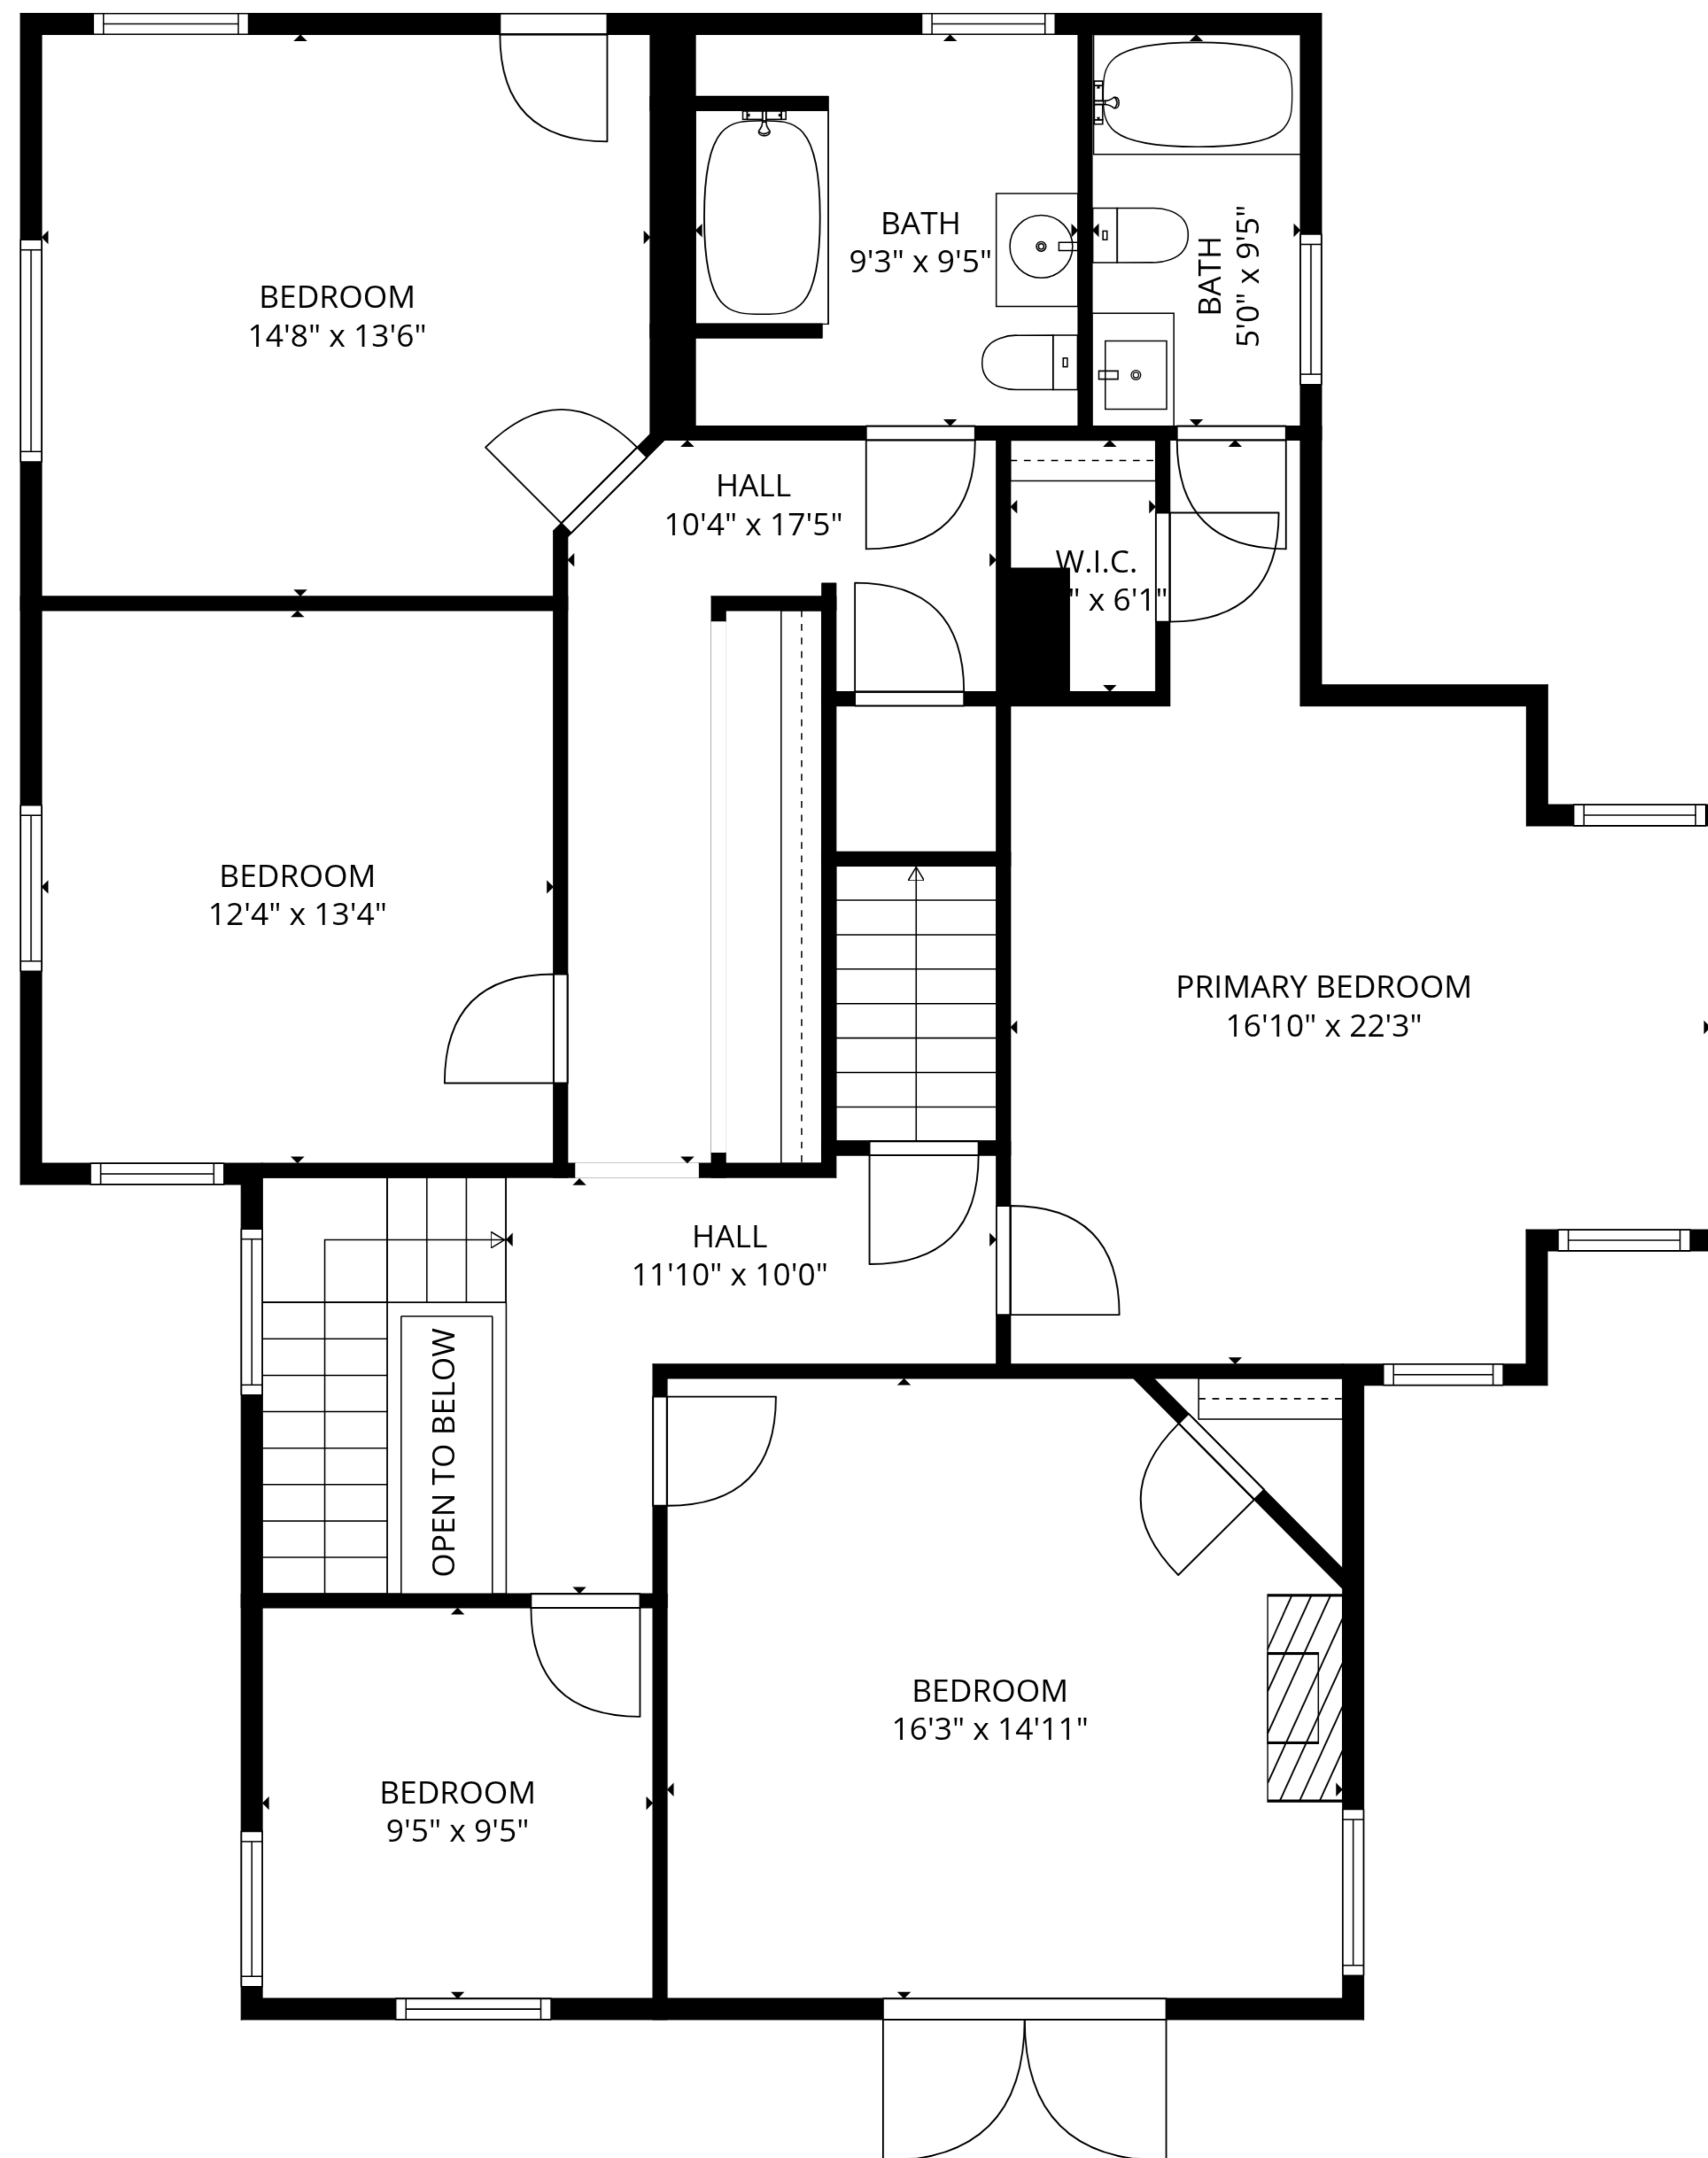 BATH
9'3" x 9'5"
BATH
5'0" x 9'5"
BEDROOM
14'8" x 13'6"
HALL
10'4" x 17'5"
W.I.C.
" x 6'1"
BEDROOM
12'4" x 13'4"
PRIMARY BEDROOM
16'10" x 22'3"
HALL
11'10" x 10'0"
OPEN TO BELOW
BEDROOM
16'3" x 14'11"
BEDROOM
9'5" x 9'5"